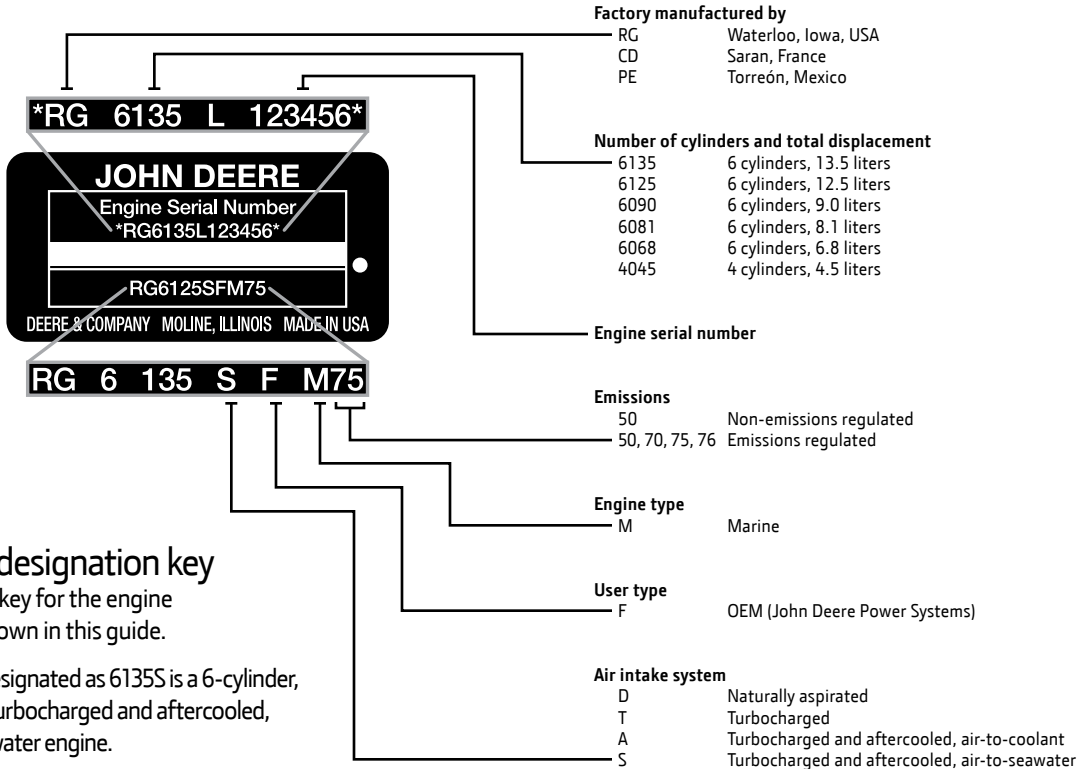 Factory manufactured by
RG Waterloo, Iowa, USA
CD Saran, France
PE Torreón, Mexico
*RG 6135 L 123456*
JOHN DEERE
Engine Serial Number
*RG6135L123456*
RG6125SFM75
DEERE & COMPANY MOLINE, ILLINOIS MADE IN USA
RG 6 135 S F M75
Number of cylinders and total displacement
6135 6 cylinders, 13.5 liters
6125 6 cylinders, 12.5 liters
6090 6 cylinders, 9.0 liters
6081 6 cylinders, 8.1 liters
6068 6 cylinders, 6.8 liters
4045 4 cylinders, 4.5 liters
Engine serial number
Emissions
50 Non-emissions regulated
50, 70, 75, 76 Emissions regulated
Engine type
M Marine
User type
F OEM (John Deere Power Systems)
Air intake system
D Naturally aspirated
T Turbocharged
A Turbocharged and aftercooled, air-to-coolant
S Turbocharged and aftercooled, air-to-seawater
designation key
key for the engine
own in this guide.
signated as 6135S is a 6-cylinder,
urbocharged and aftercooled,
water engine.